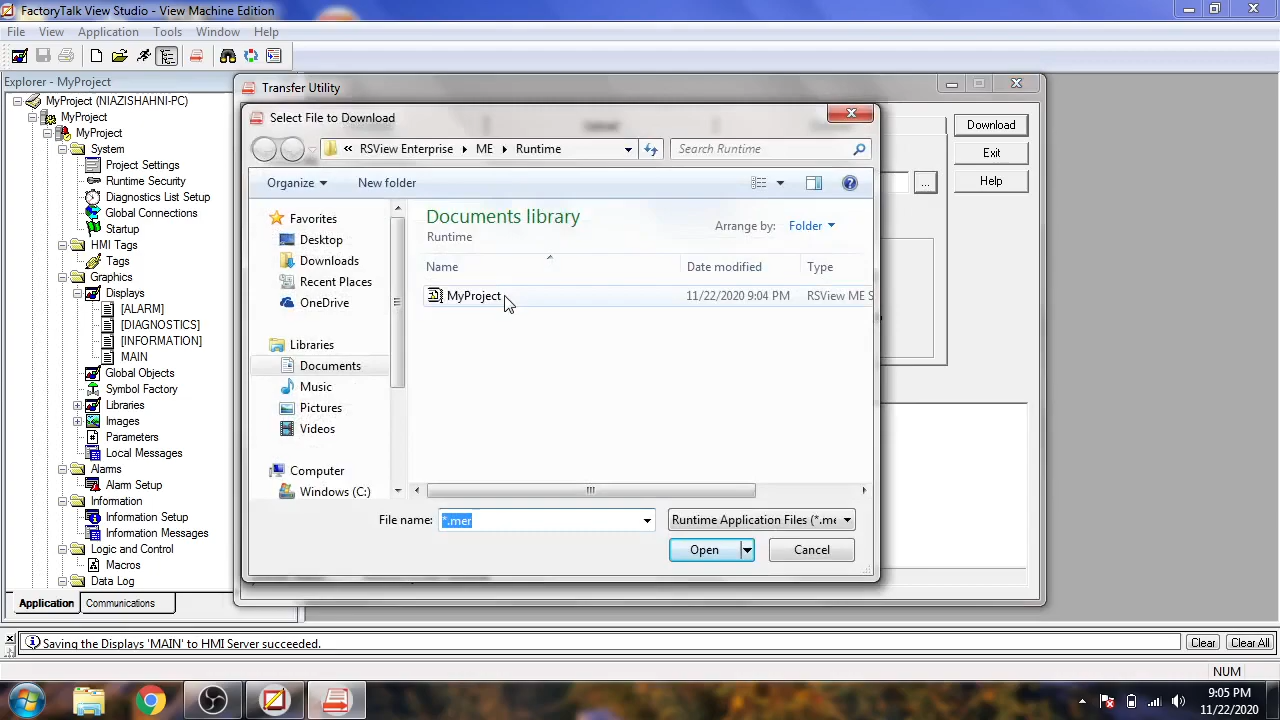 FactoryTalk View Studio - View Machine Edition
File View Application Tools Window Help
Explorer - MyProject
MyProject (NIAZISHAHNI-PC)
MyProject
MyProject
System
Project Settings
Runtime Security
Diagnostics List Setup
Global Connections
Startup
HMI Tags
Tags
Graphics
Displays
[ALARM]
[DIAGNOSTICS]
[INFORMATION]
MAIN
Global Objects
Symbol Factory
Libraries
Images
Parameters
Local Messages
Alarms
Alarm Setup
Information
Information Setup
Information Messages
Logic and Control
Macros
Data Log
Application Communications
Transfer Utility
Download
Exit
Help
...
Select File to Download
« RSView Enterprise ME Runtime
Search Runtime
Organize New folder
Favorites
Desktop
Downloads
Recent Places
OneDrive
Libraries
Documents
Music
Pictures
Videos
Computer
Windows (C:)
Documents library
Runtime
Arrange by: Folder
Name Date modified Type
MyProject 11/22/2020 9:04 PM RSView ME S
File name: *.mer Runtime Application Files (*.me
Open Cancel
Saving the Displays 'MAIN' to HMI Server succeeded.
Clear Clear All
NUM
9:05 PM
11/22/2020